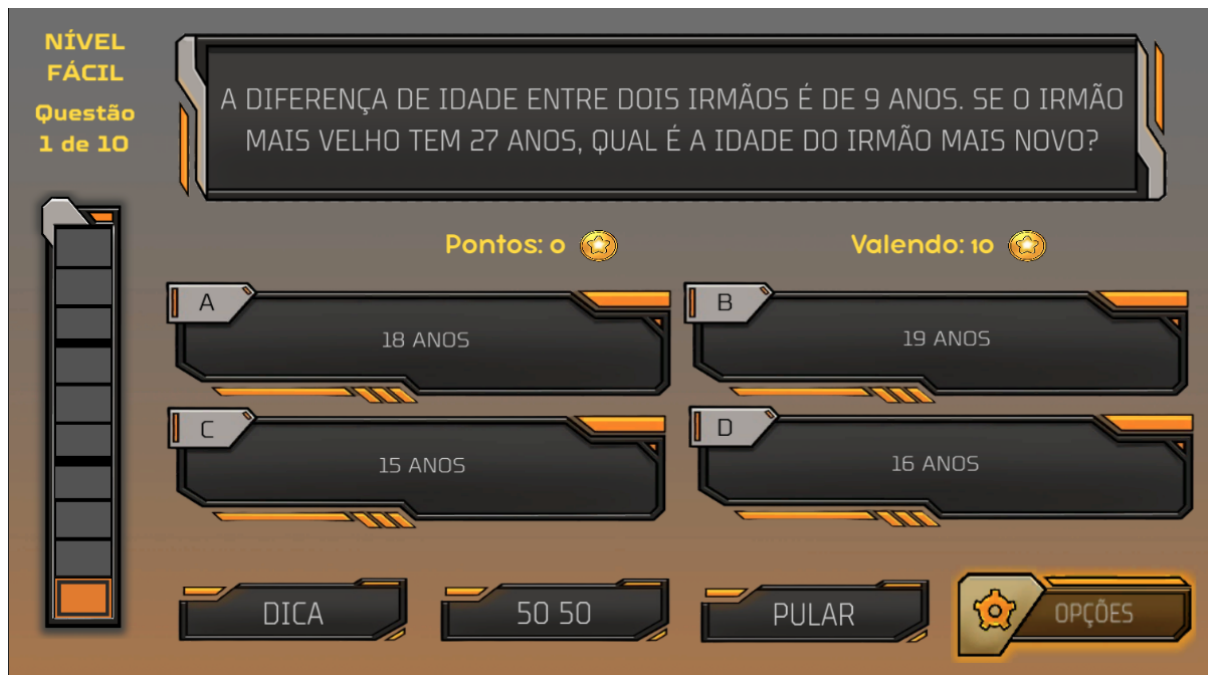 NÍVEL
FÁCIL
Questão
1 de 10
A DIFERENÇA DE IDADE ENTRE DOIS IRMÃOS É DE 9 ANOS. SE O IRMÃO
MAIS VELHO TEM 27 ANOS, QUAL É A IDADE DO IRMÃO MAIS NOVO?
Pontos: 0
Valendo: 10
A
18 ANOS
B
19 ANOS
C
15 ANOS
D
16 ANOS
DICA
50 50
PULAR
OPÇÕES